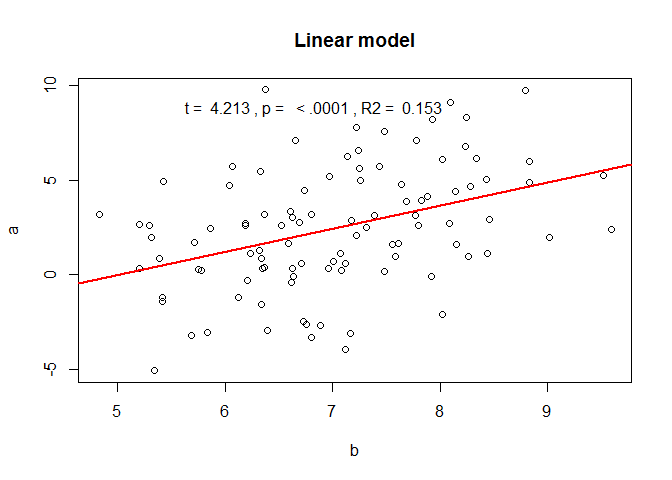 Linear model
t = 4.213 , p = < .0001 , R2 = 0.153
10
5
0
-5
a
5 6 7 8 9
b